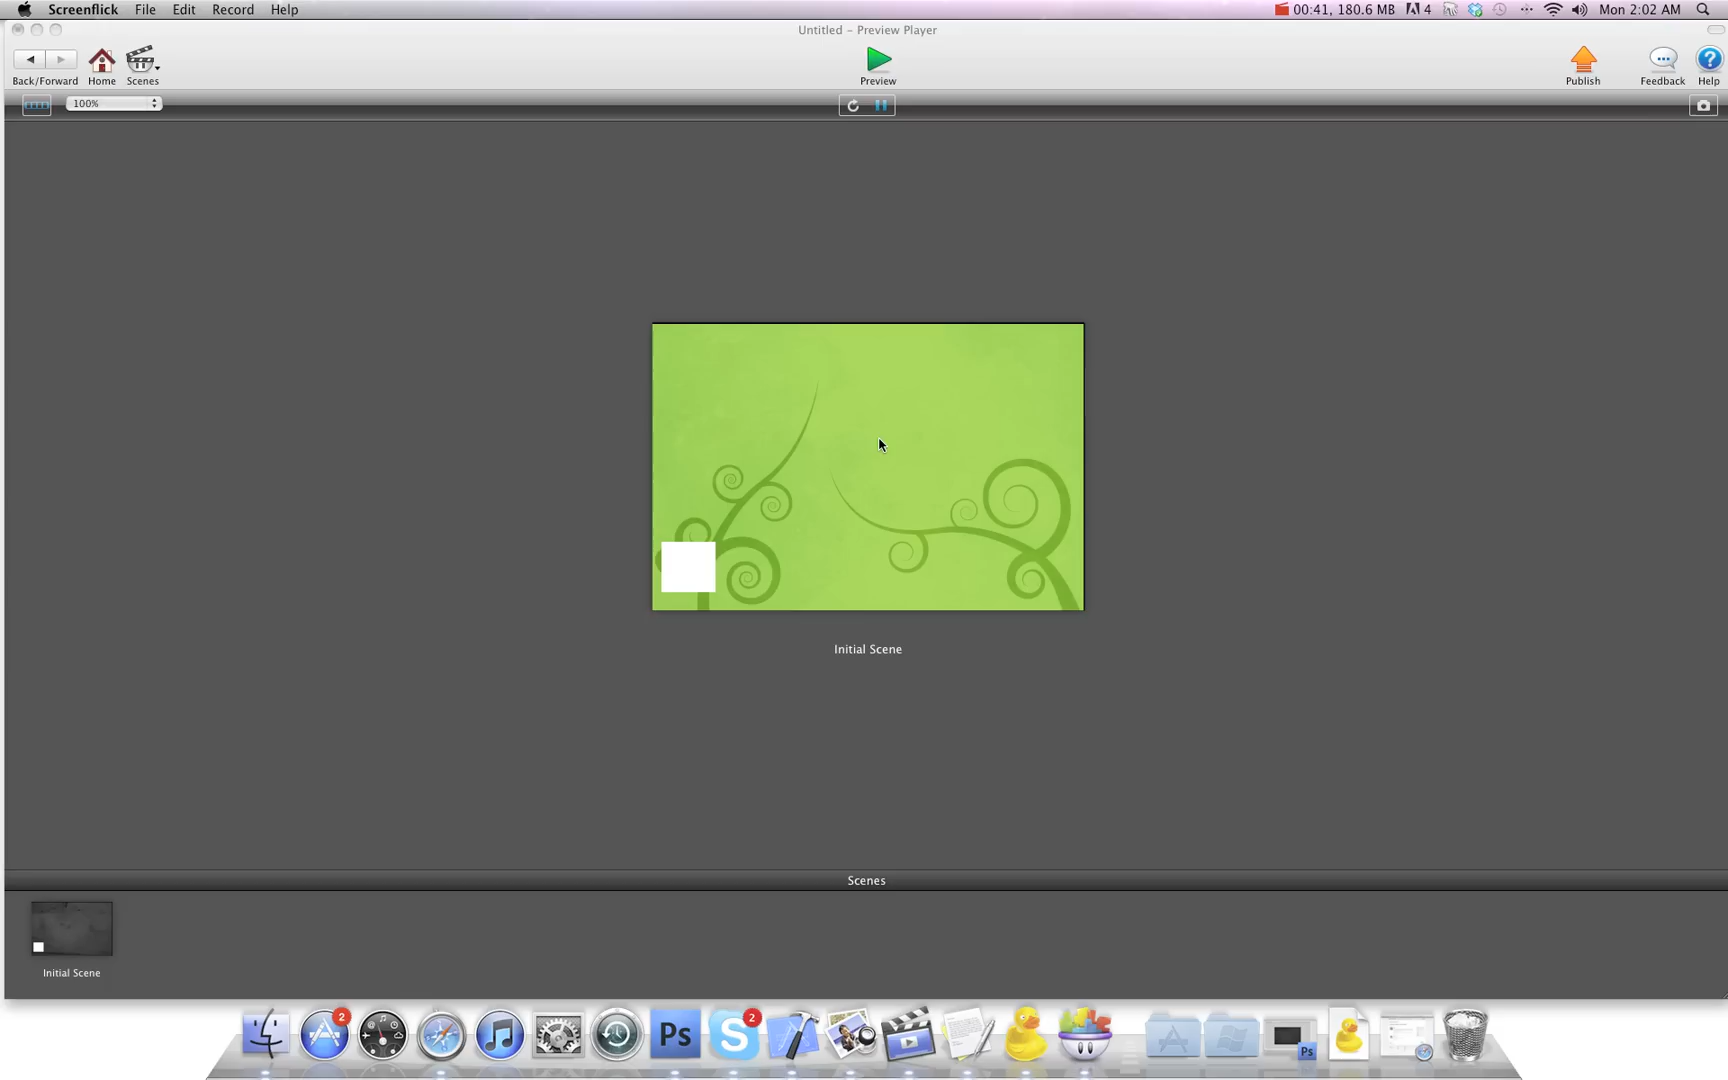 Screenflick File Edit Record Help 00:41, 180.6 MB 4 Mon 2:02 AM
Untitled – Preview Player
Back/Forward Home Scenes Preview Publish Feedback Help
100%
Initial Scene
Scenes
Initial Scene
2 Ps 2 Ps